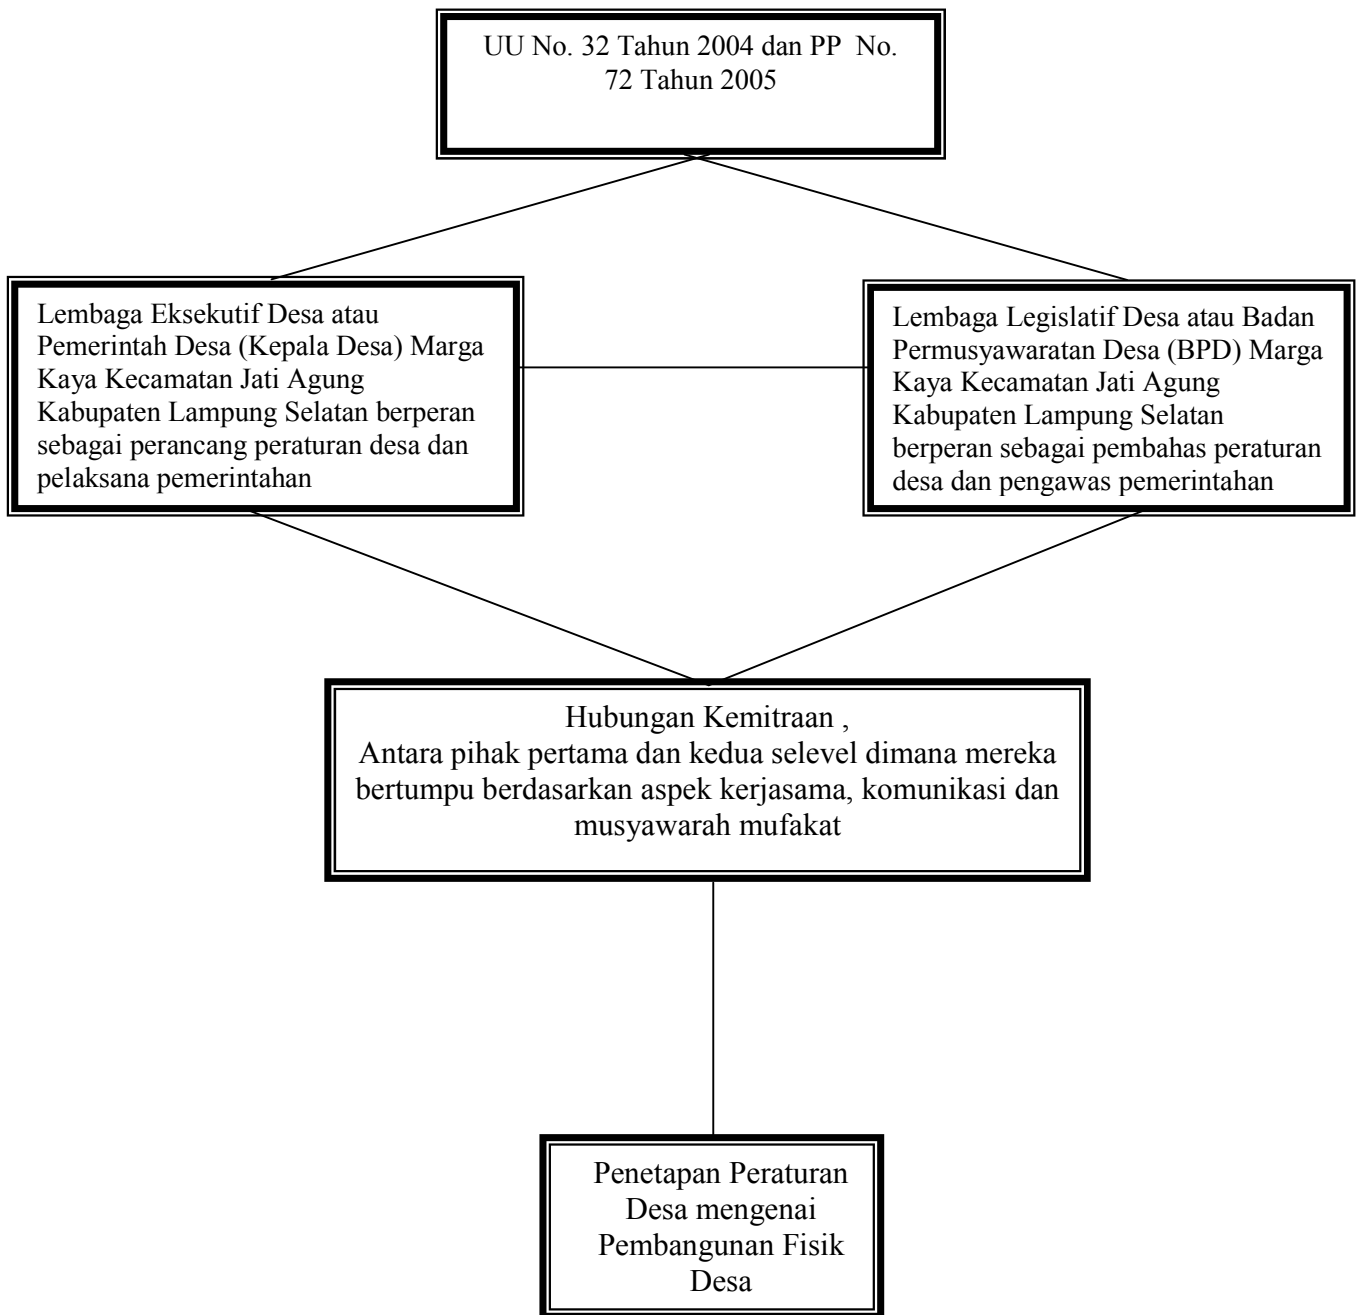 UU No. 32 Tahun 2004 dan PP No.
72 Tahun 2005
Lembaga Eksekutif Desa atau
Pemerintah Desa (Kepala Desa) Marga
Kaya Kecamatan Jati Agung
Kabupaten Lampung Selatan berperan
sebagai perancang peraturan desa dan
pelaksana pemerintahan
Lembaga Legislatif Desa atau Badan
Permusyawaratan Desa (BPD) Marga
Kaya Kecamatan Jati Agung
Kabupaten Lampung Selatan
berperan sebagai pembahas peraturan
desa dan pengawas pemerintahan
Hubungan Kemitraan ,
Antara pihak pertama dan kedua selevel dimana mereka
bertumpu berdasarkan aspek kerjasama, komunikasi dan
musyawarah mufakat
Penetapan Peraturan
Desa mengenai
Pembangunan Fisik
Desa